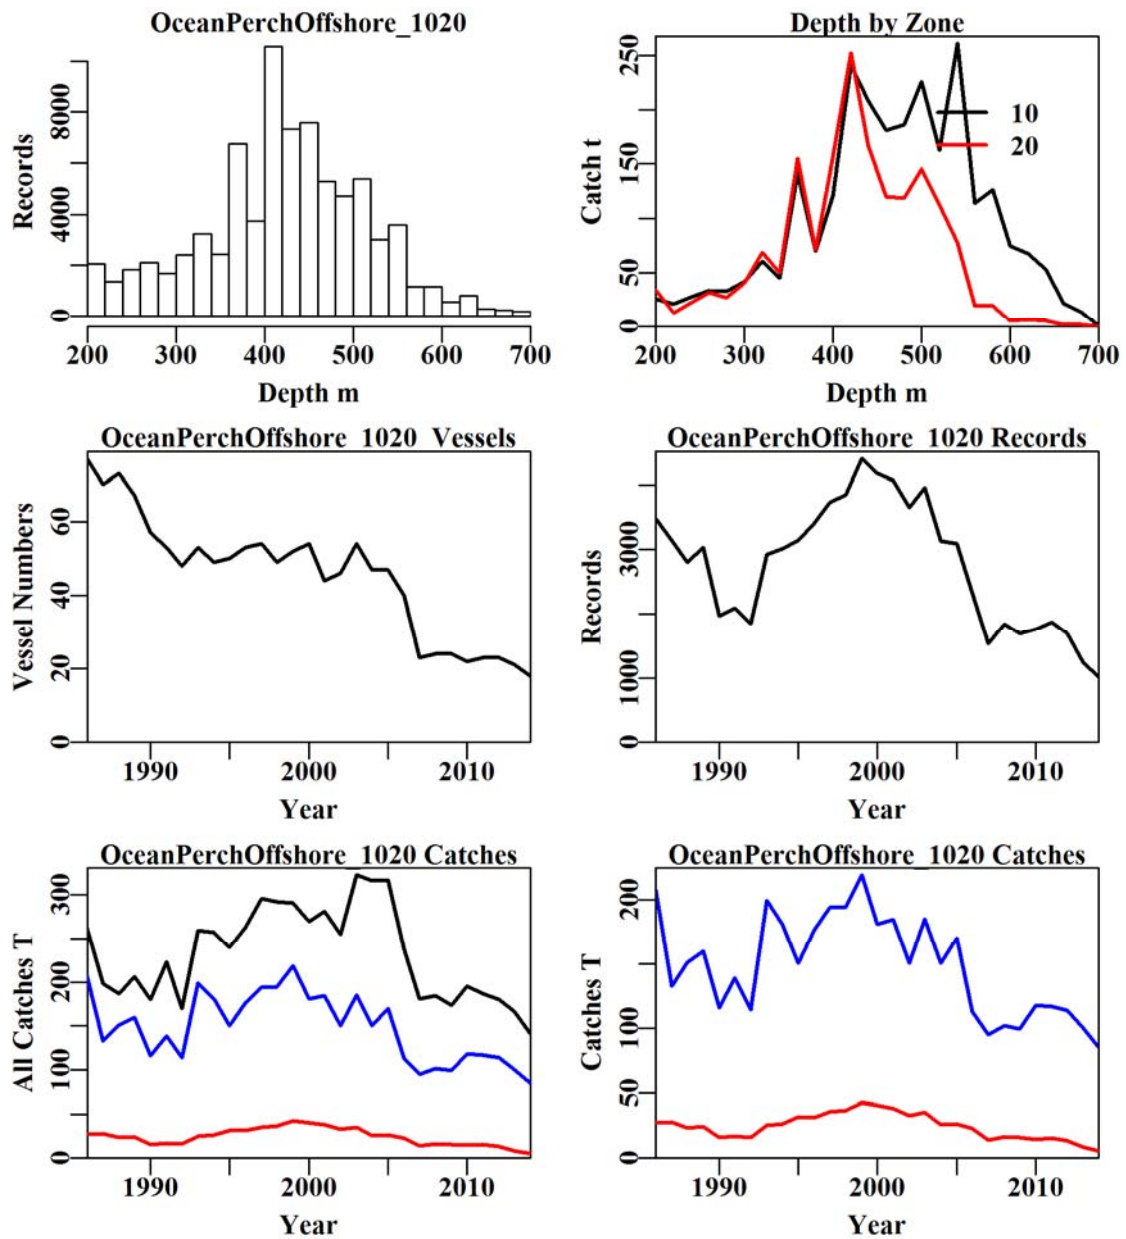 OceanPerchOffshore_1020
Records
8000
4000
0
200 300 400 500 600 700
Depth m
Depth by Zone
Catch t
250
150
50
0
10
20
200 300 400 500 600 700
Depth m
OceanPerchOffshore_1020_Vessels
Vessel Numbers
60
40
20
0
1990 2000 2010
Year
OceanPerchOffshore_1020 Records
Records
3000
1000
0
1990 2000 2010
Year
OceanPerchOffshore_1020 Catches
All Catches T
300
200
100
0
1990 2000 2010
Year
OceanPerchOffshore_1020 Catches
Catches T
200
100
50
0
1990 2000 2010
Year